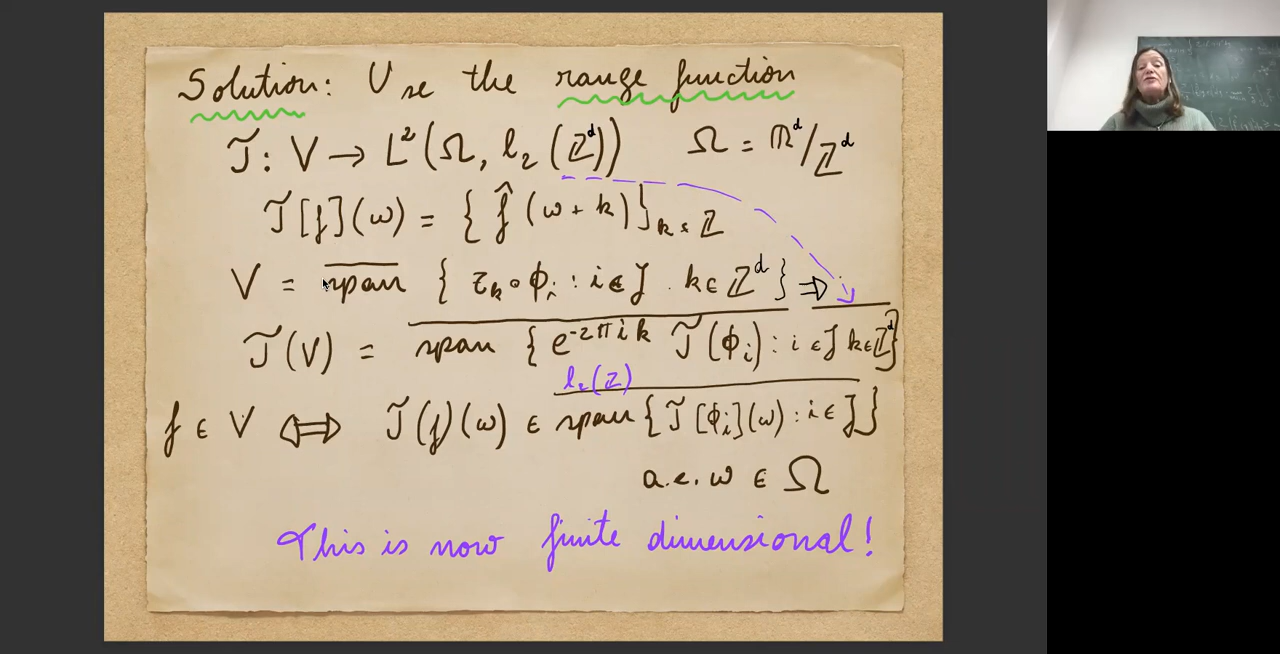 Solution: Use the range function
𝒯: V → L²(Ω, l₂(ℤᵈ)) Ω = ℝᵈ/ℤᵈ
𝒯[f](ω) = { f̂(ω + k) }ₖ ∈ ℤ
V = span { τₖ∘ϕᵢ : i ∈ J . k ∈ ℤᵈ } ⇒
𝒯(V) = span { e^{-2πik} 𝒯(ϕᵢ) : i ∈ J k ∈ ℤᵈ }
l₂(ℤ)
f ∈ V ⇔ 𝒯(f)(ω) ∈ span { 𝒯[ϕᵢ](ω) : i ∈ J }
a.e. ω ∈ Ω
This is now finite dimensional!